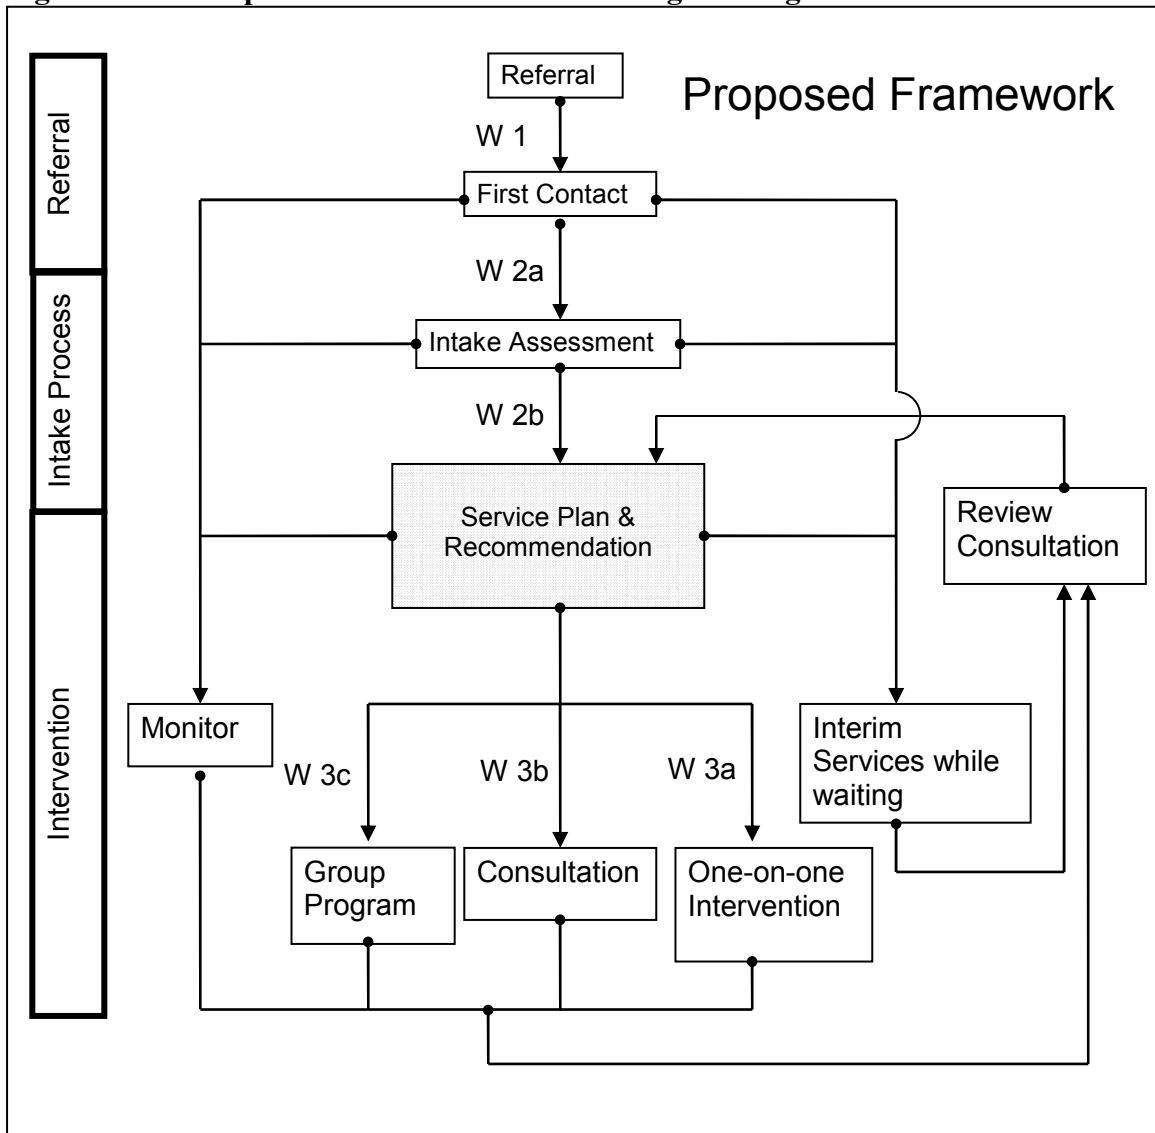 Proposed Framework
Referral
W 1
First Contact
W 2a
Intake Assessment
W 2b
Service Plan &
Recommendation
Review
Consultation
Monitor
Interim
Services while
waiting
W 3c
W 3b
W 3a
Group
Program
Consultation
One-on-one
Intervention
Referral
Intake Process
Intervention